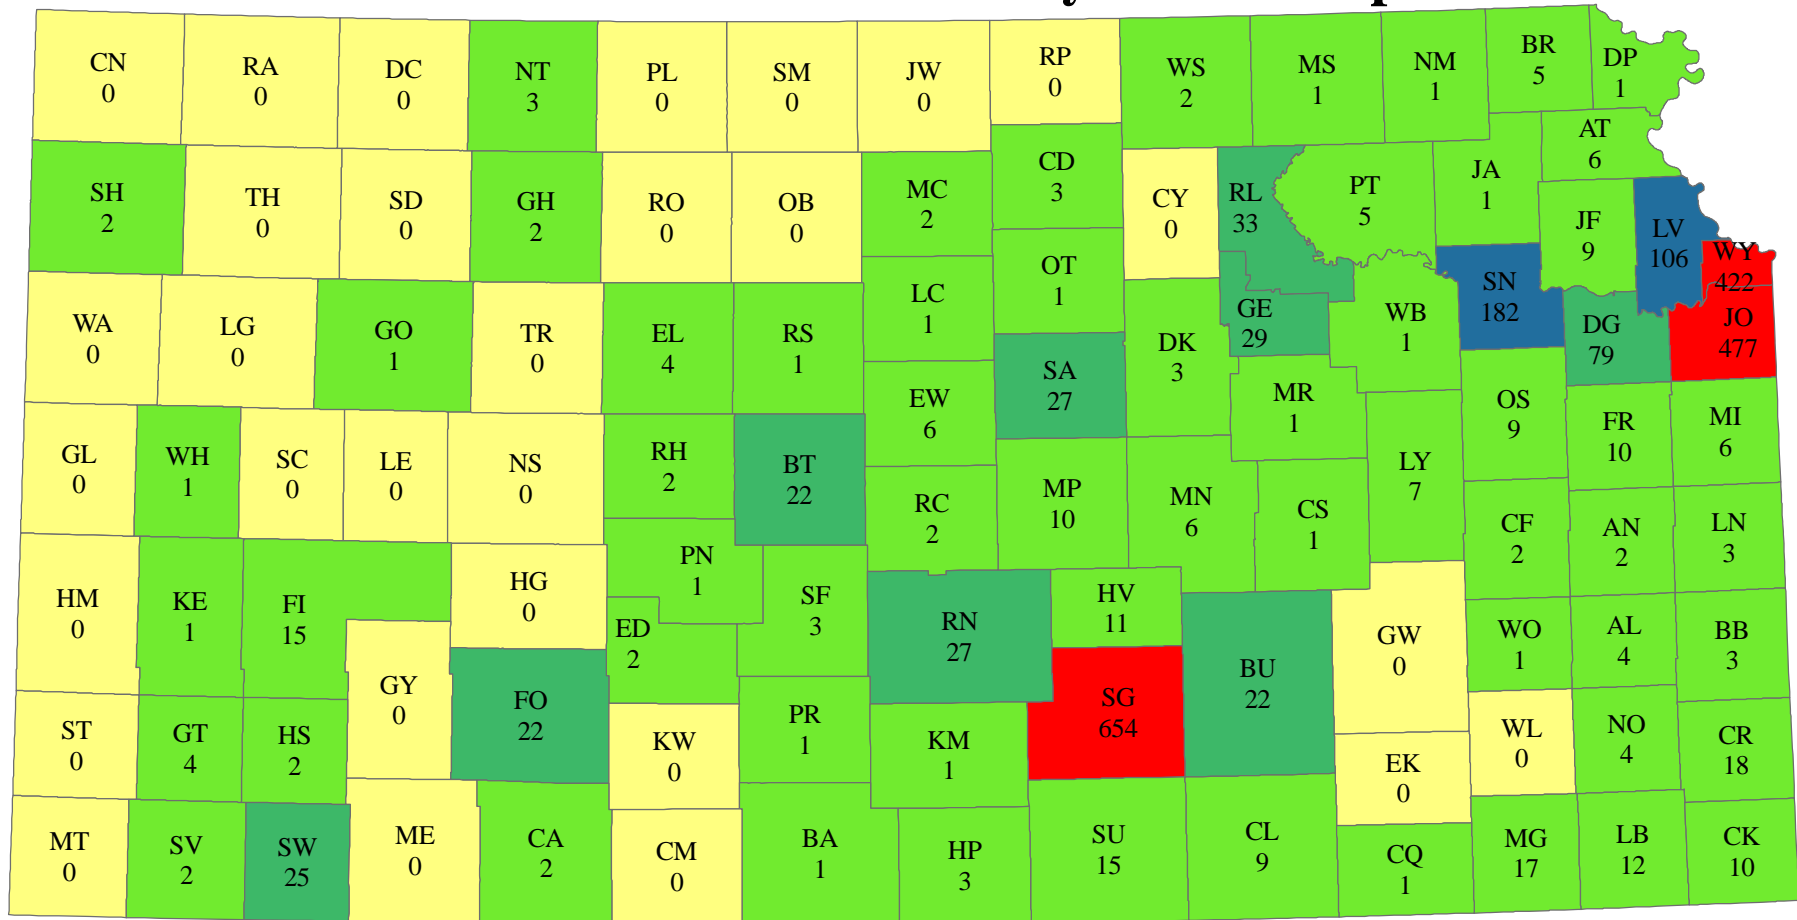 CN
0
RA
0
DC
0
NT
3
PL
0
SM
0
JW
0
RP
0
WS
2
MS
1
NM
1
BR
5
DP
1
SH
2
TH
0
SD
0
GH
2
RO
0
OB
0
MC
2
CD
3
CY
0
RL
33
PT
5
JA
1
AT
6
JF
9
LV
106
WY
422
WA
0
LG
0
GO
1
TR
0
EL
4
RS
1
LC
1
OT
1
SA
27
DK
3
GE
29
WB
1
SN
182
DG
79
JO
477
GL
0
WH
1
SC
0
LE
0
NS
0
RH
2
BT
22
EW
6
RC
2
MP
10
MN
6
MR
1
CS
1
LY
7
OS
9
FR
10
MI
6
CF
2
AN
2
LN
3
HM
0
KE
1
FI
15
HG
0
PN
1
ED
2
SF
3
RN
27
HV
11
BU
22
GW
0
WO
1
AL
4
BB
3
ST
0
GT
4
HS
2
GY
0
FO
22
KW
0
PR
1
KM
1
SG
654
EK
0
WL
0
NO
4
CR
18
MT
0
SV
2
SW
25
ME
0
CA
2
CM
0
BA
1
HP
3
SU
15
CL
9
CQ
1
MG
17
LB
12
CK
10